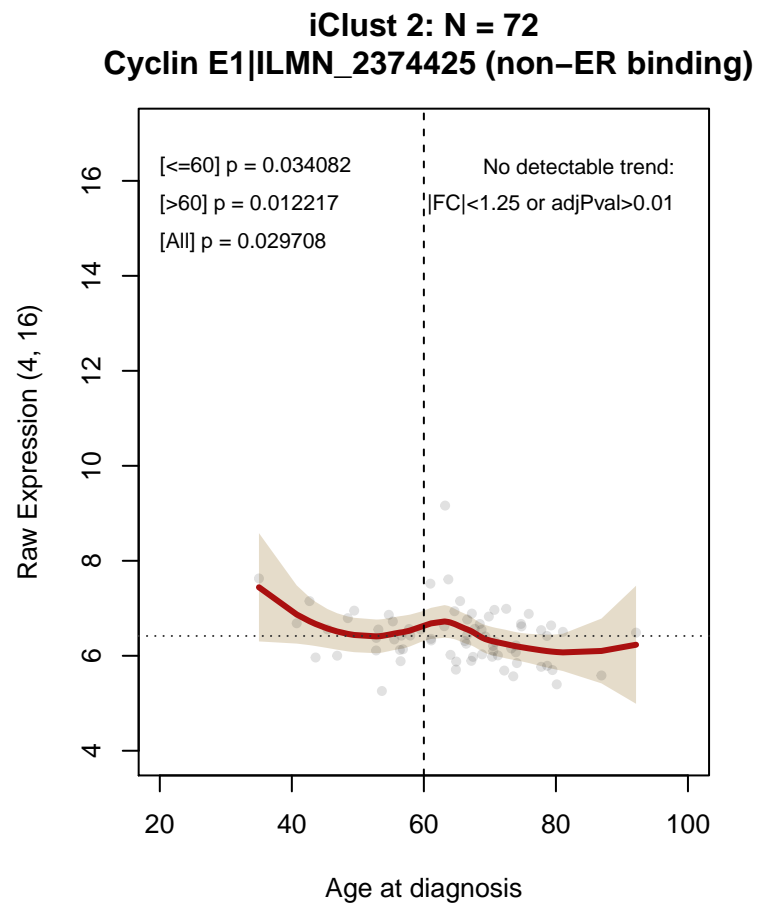 iClust 2: N = 72
Cyclin E1|ILMN_2374425 (non−ER binding)
[<=60] p = 0.034082
[>60] p = 0.012217
[All] p = 0.029708
No detectable trend:
|FC|<1.25 or adjPval>0.01
Raw Expression (4, 16)
16
14
12
10
8
6
4
20 40 60 80 100
Age at diagnosis